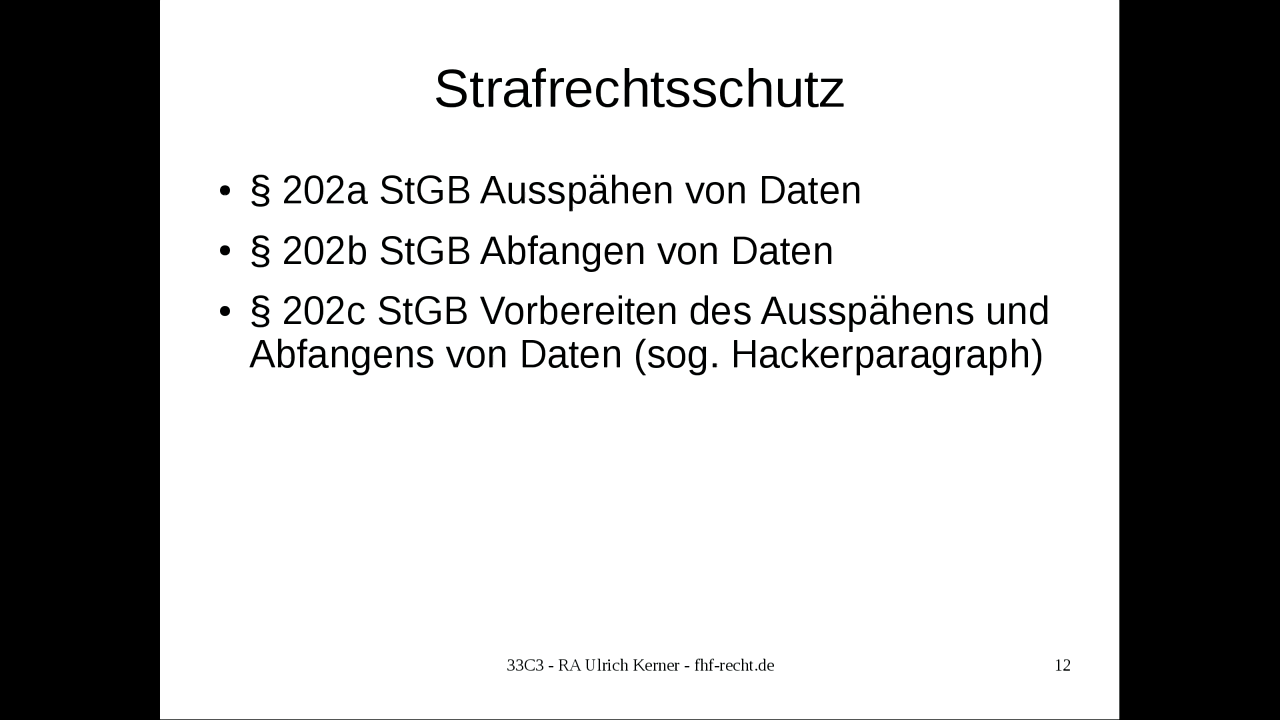 Strafrechtsschutz
• § 202a StGB Ausspähen von Daten
• § 202b StGB Abfangen von Daten
• § 202c StGB Vorbereiten des Ausspähens und
Abfangens von Daten (sog. Hackerparagraph)
33C3 - RA Ulrich Kerner - fhf-recht.de
12